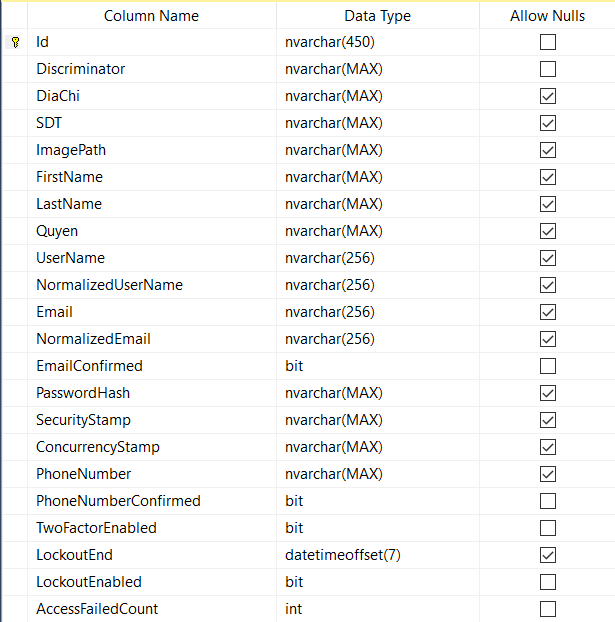 Column Name Data Type Allow Nulls
Id nvarchar(450)
Discriminator nvarchar(MAX)
DiaChi nvarchar(MAX)
SDT nvarchar(MAX)
ImagePath nvarchar(MAX)
FirstName nvarchar(MAX)
LastName nvarchar(MAX)
Quyen nvarchar(MAX)
UserName nvarchar(256)
NormalizedUserName nvarchar(256)
Email nvarchar(256)
NormalizedEmail nvarchar(256)
EmailConfirmed bit
PasswordHash nvarchar(MAX)
SecurityStamp nvarchar(MAX)
ConcurrencyStamp nvarchar(MAX)
PhoneNumber nvarchar(MAX)
PhoneNumberConfirmed bit
TwoFactorEnabled bit
LockoutEnd datetimeoffset(7)
LockoutEnabled bit
AccessFailedCount int